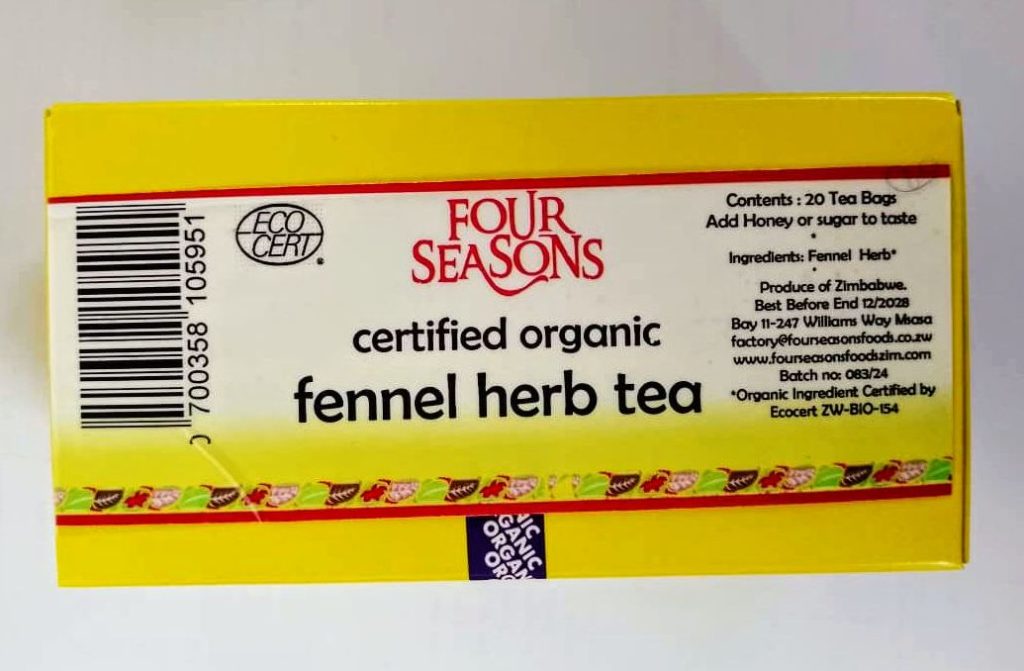 0 700358 105951
ECO
CERT
®
FOUR
SEASONS
certified organic
fennel herb tea
Contents : 20 Tea Bags
Add Honey or sugar to taste
*
Ingredients: Fennel Herb*
*
Produce of Zimbabwe.
Best Before End 12/2028
Bay 11-247 Williams Way Msasa
factory@fourseasonsfoods.co.zw
www.fourseasonsfoodszim.com
Batch no: 083/24
*Organic Ingredient Certified by
Ecocert ZW-BIO-154
ORGANIC